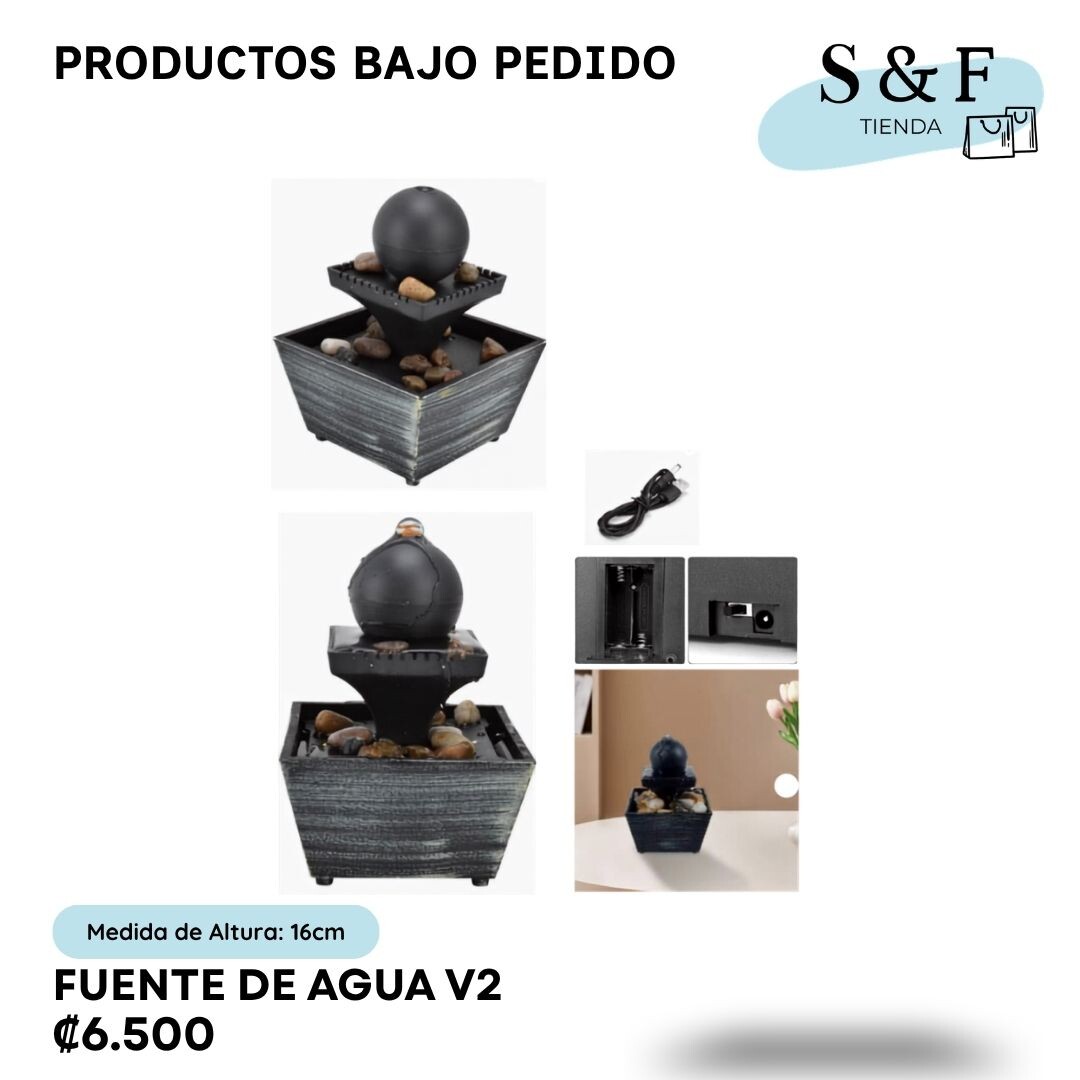 PRODUCTOS BAJO PEDIDO
S & F
TIENDA
Medida de Altura: 16cm
FUENTE DE AGUA V2
₡6.500